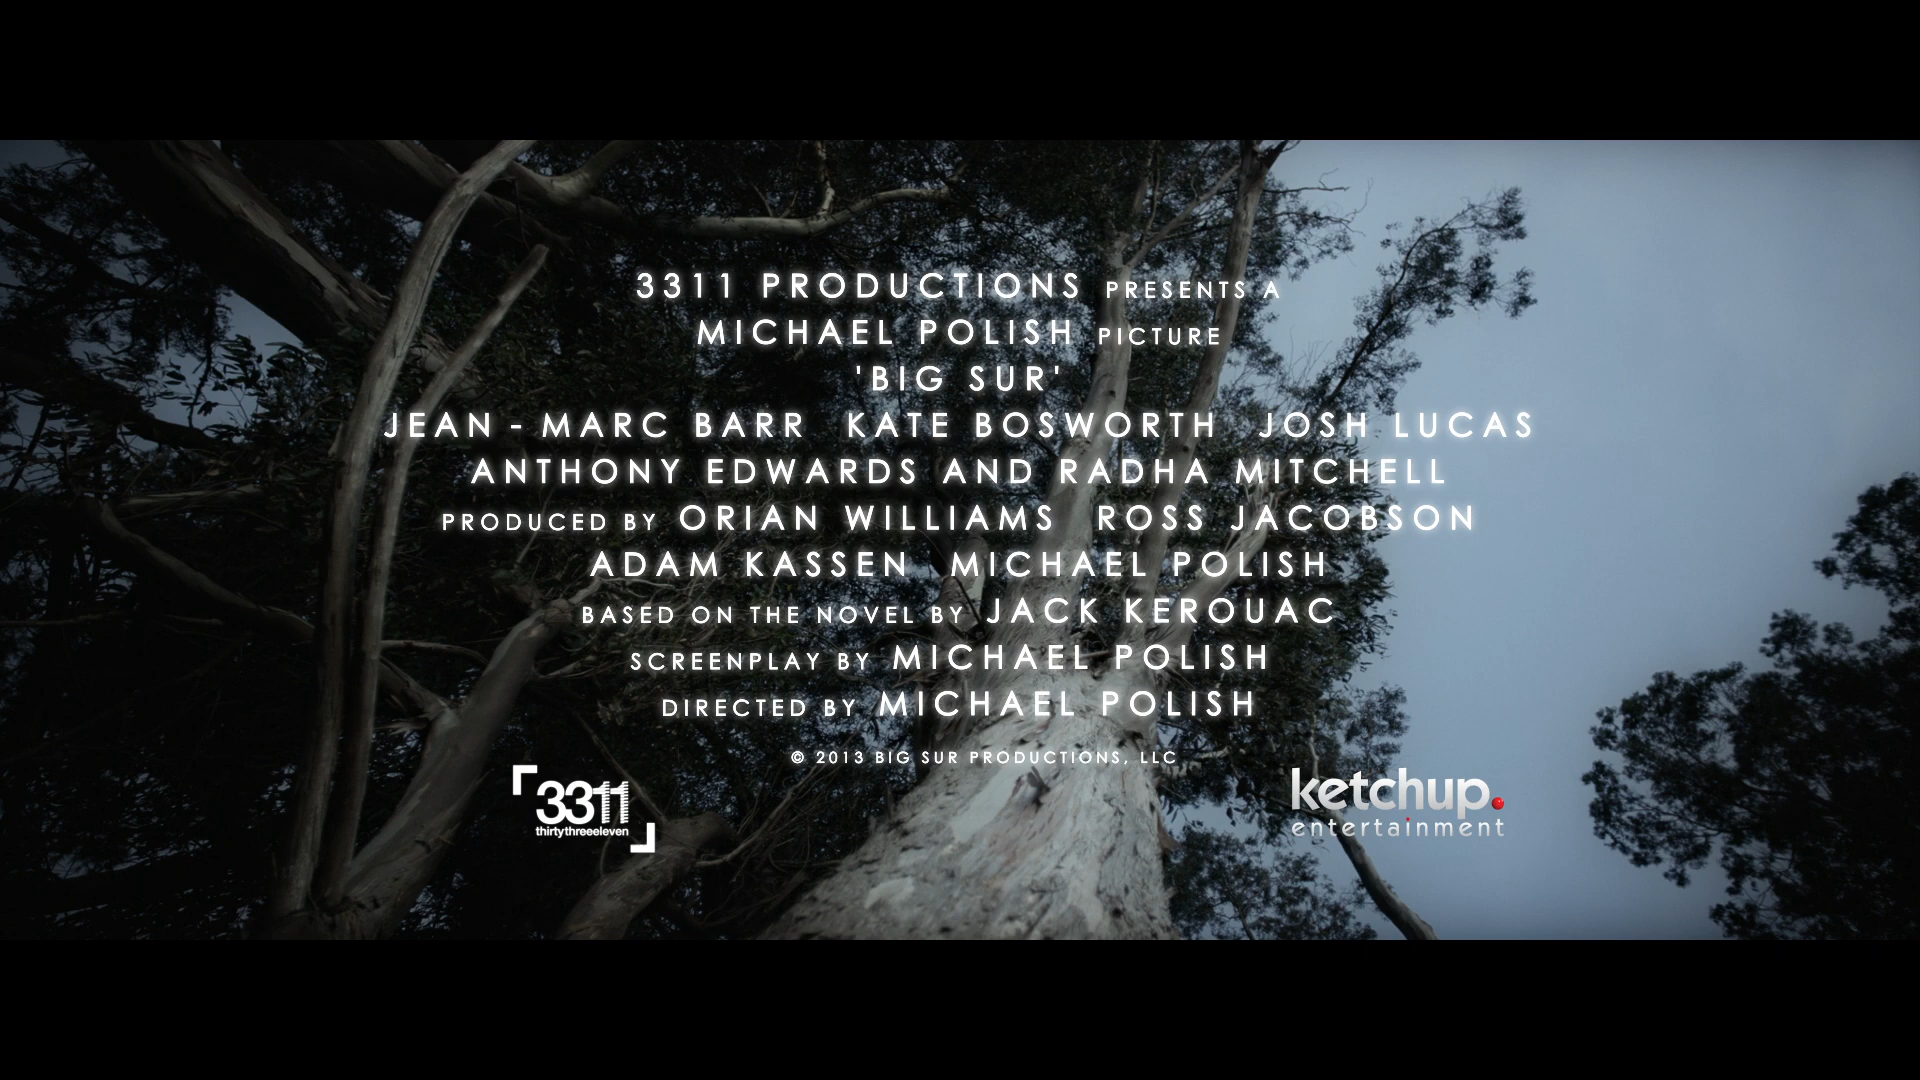 3311 PRODUCTIONS PRESENTS A
MICHAEL POLISH PICTURE
'BIG SUR'
JEAN - MARC BARR KATE BOSWORTH JOSH LUCAS
ANTHONY EDWARDS AND RADHA MITCHELL
PRODUCED BY ORIAN WILLIAMS ROSS JACOBSON
ADAM KASSEN MICHAEL POLISH
BASED ON THE NOVEL BY JACK KEROUAC
SCREENPLAY BY MICHAEL POLISH
DIRECTED BY MICHAEL POLISH
© 2013 BIG SUR PRODUCTIONS, LLC
3311
thirtythreeeleven
ketchup.
entertainment